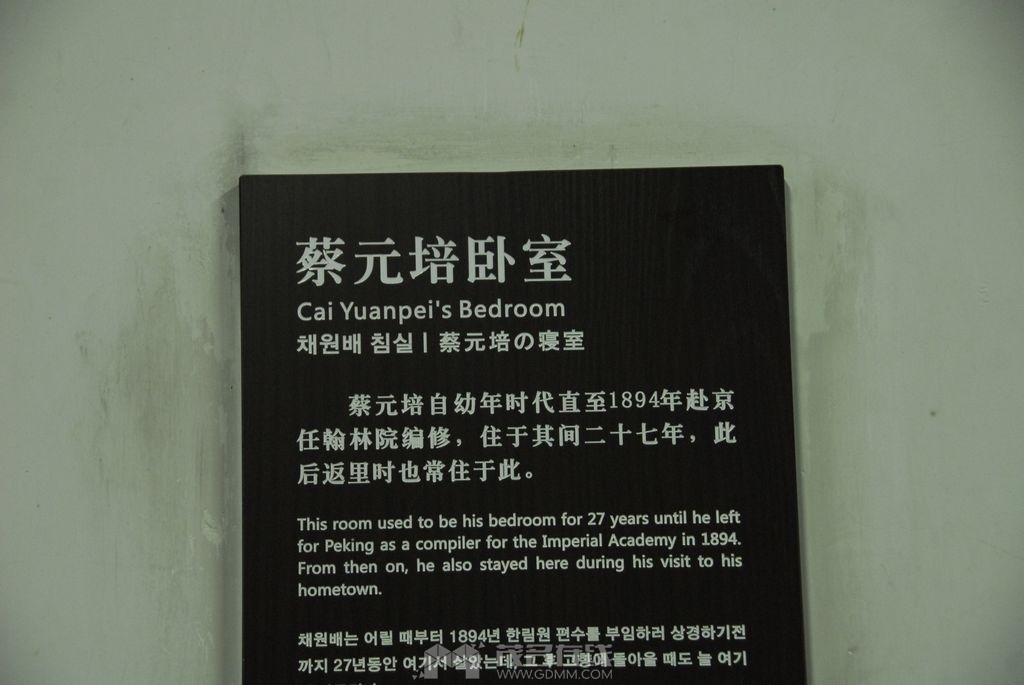 蔡元培卧室
Cai Yuanpei's Bedroom
채원배 침실 | 蔡元培の寝室
蔡元培自幼年时代直至1894年赴京
任翰林院编修，住于其间二十七年，此
后返里时也常住于此。
This room used to be his bedroom for 27 years until he left
for Peking as a compiler for the Imperial Academy in 1894.
From then on, he also stayed here during his visit to his
hometown.
채원배는 어릴 때부터 1894년 한림원 편수를 부임하러 상경하기전
까지 27년동안 여기서 살았는데, 그 후 고향에 돌아올 때도 늘 여기
茂名在线
WWW.GDMM.COM